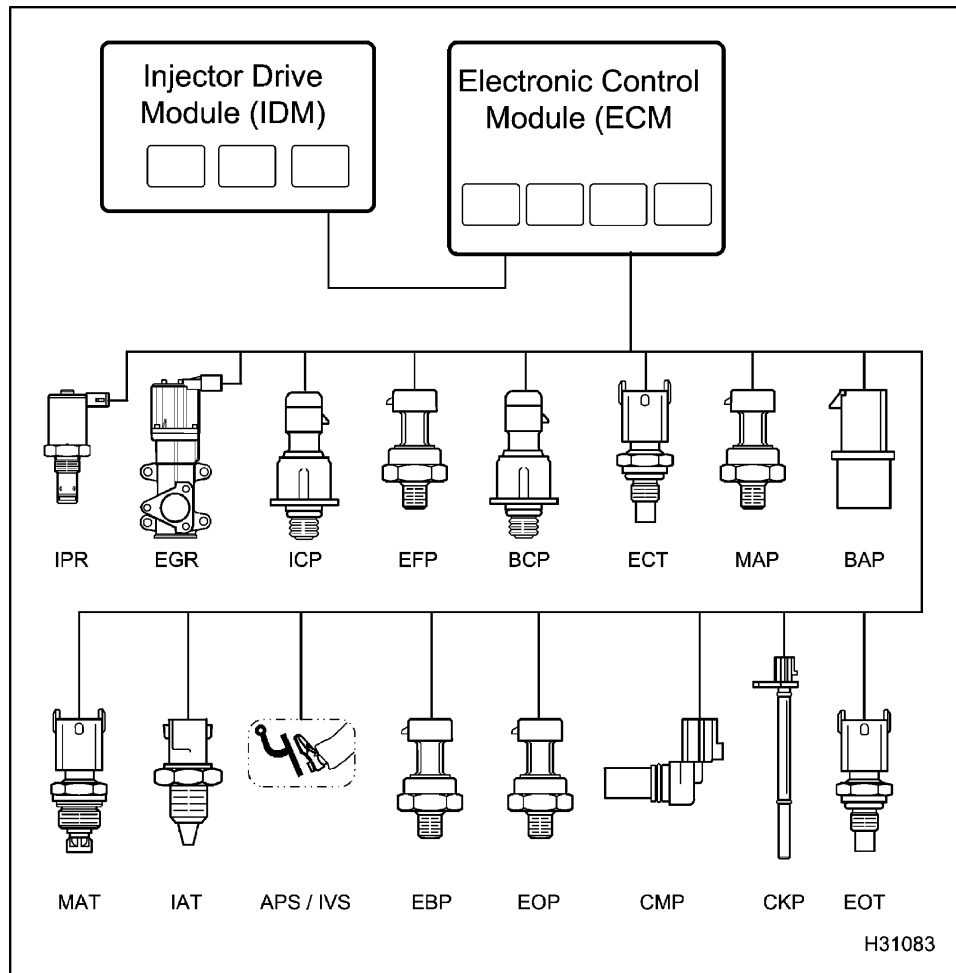 Injector Drive
Module (IDM)
Electronic Control
Module (ECM
IPR EGR ICP EFP BCP ECT MAP BAP
MAT IAT APS / IVS EBP EOP CMP CKP EOT
H31083